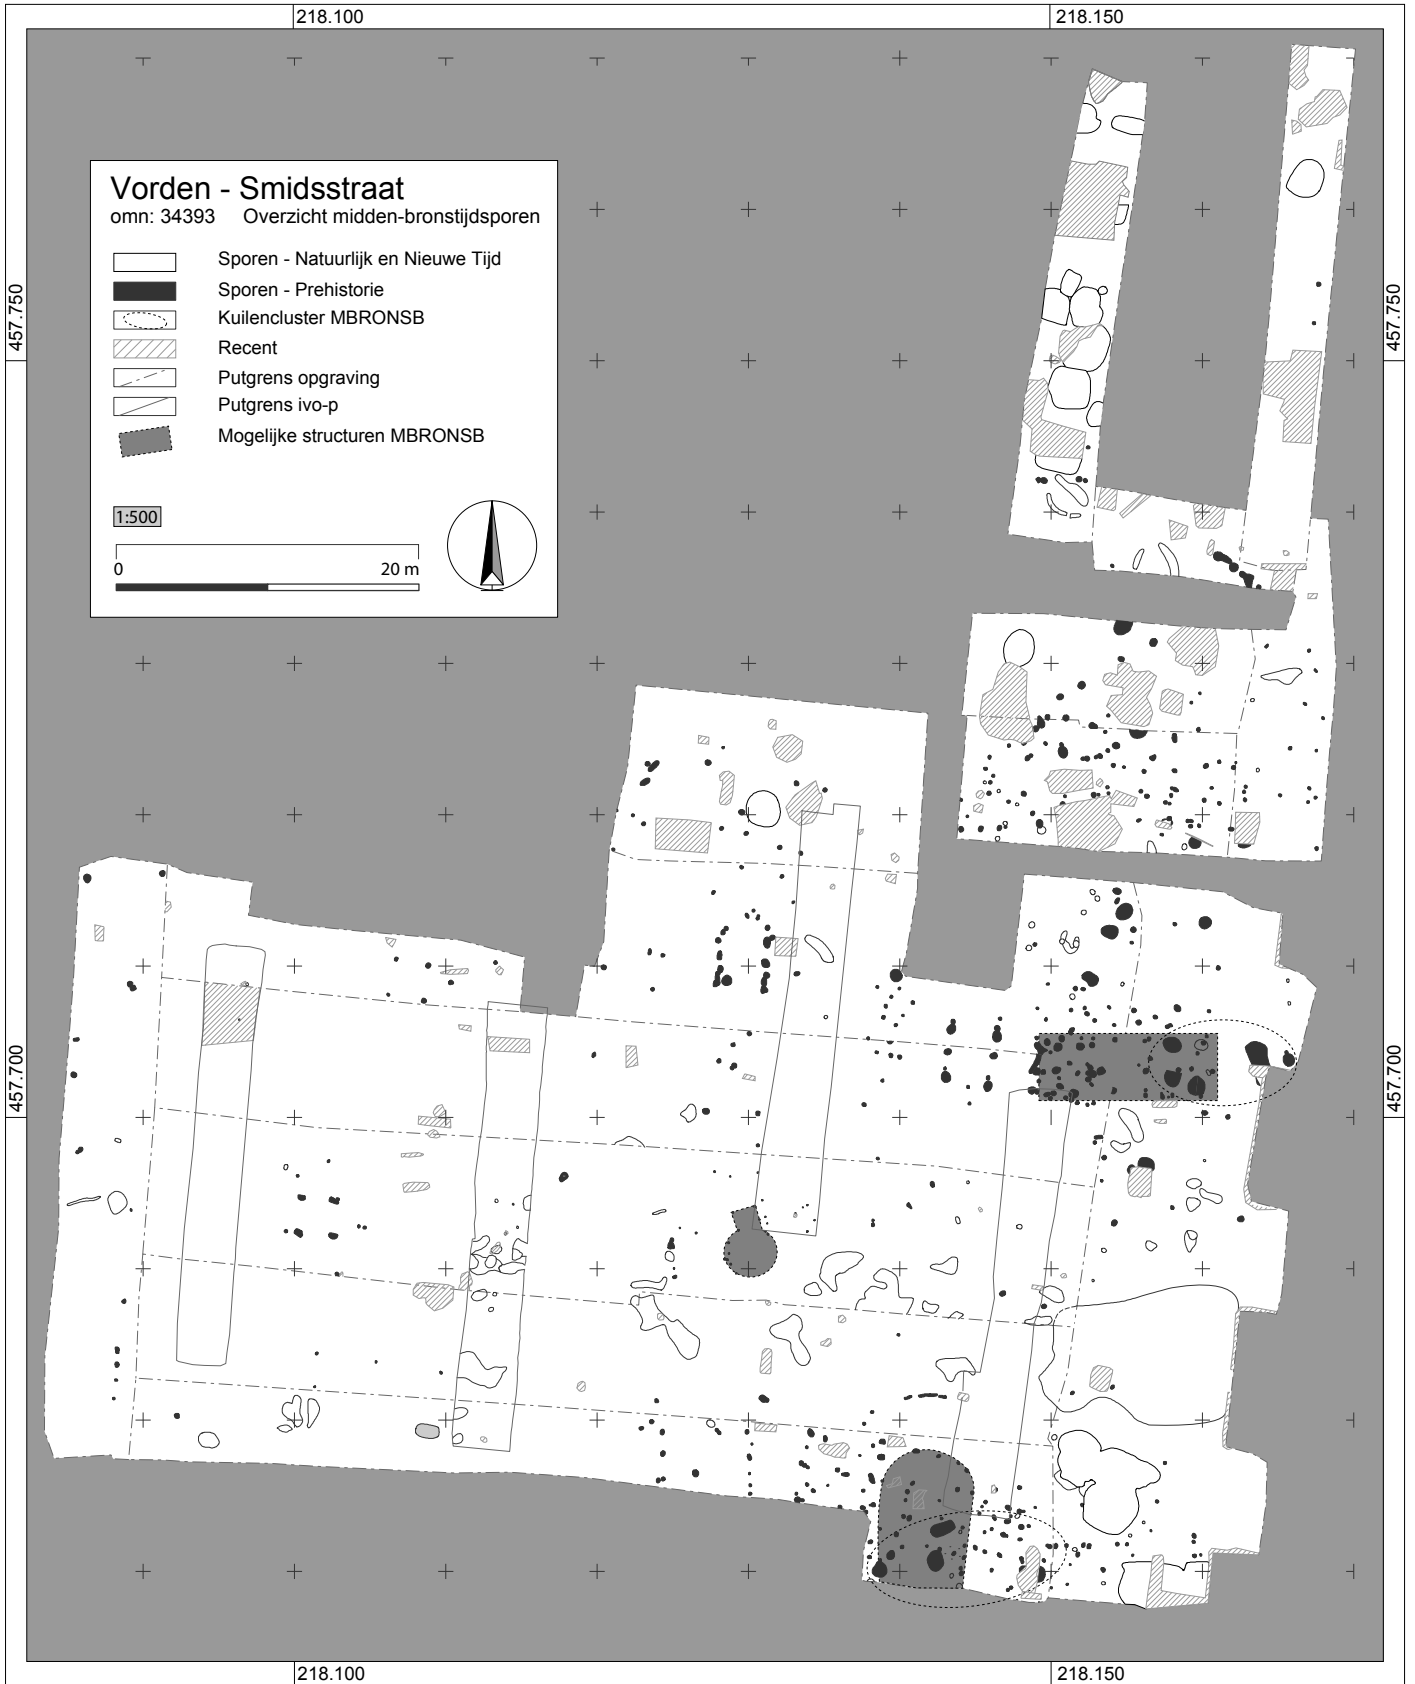 218.100
218.150
Vorden - Smidsstraat
omn: 34393 Overzicht midden-bronstijdsporen
Sporen - Natuurlijk en Nieuwe Tijd
Sporen - Prehistorie
Kuilencluster MBRONSB
Recent
Putgrens opgraving
Putgrens ivo-p
Mogelijke structuren MBRONSB
1:500
0
20 m
457.750
457.750
457.700
457.700
218.100
218.150